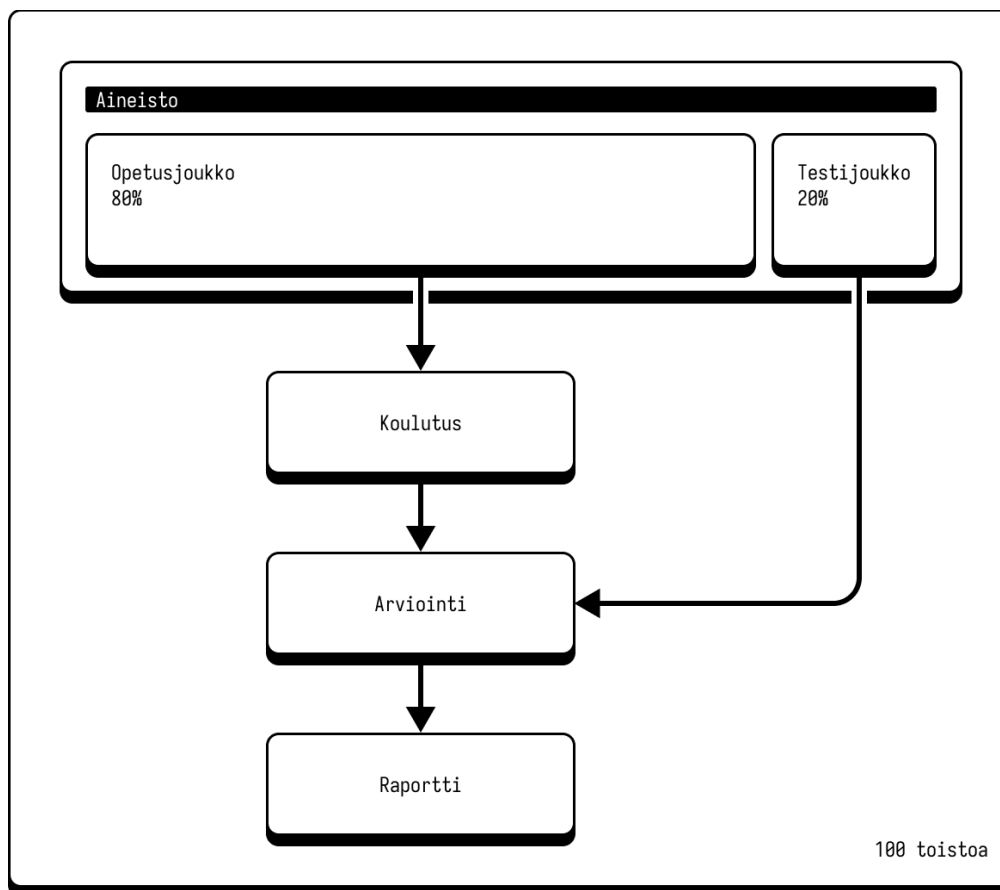 Aineisto
Opetusjoukko
80%
Testijoukko
20%
Koulutus
Arviointi
Raportti
100 toistoa